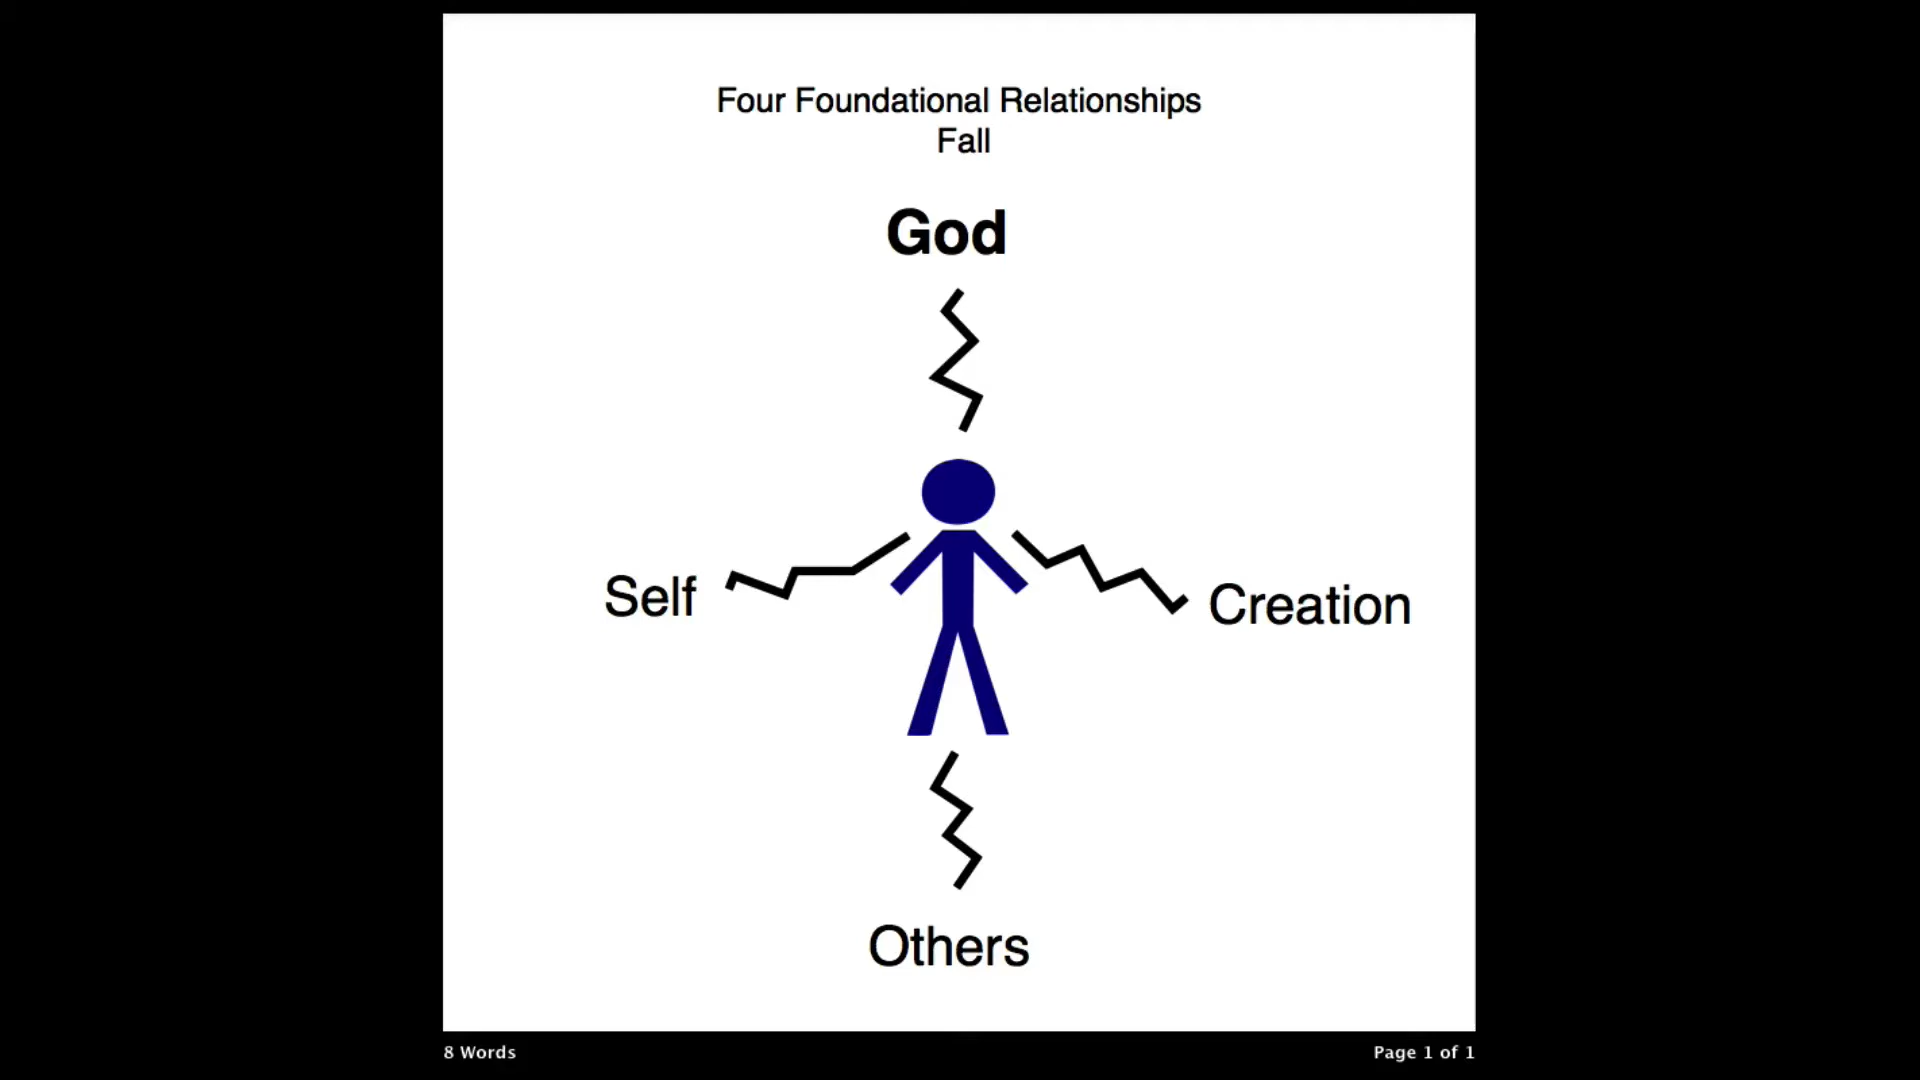 Four Foundational Relationships
Fall
God
Self
Creation
Others
8 Words
Page 1 of 1